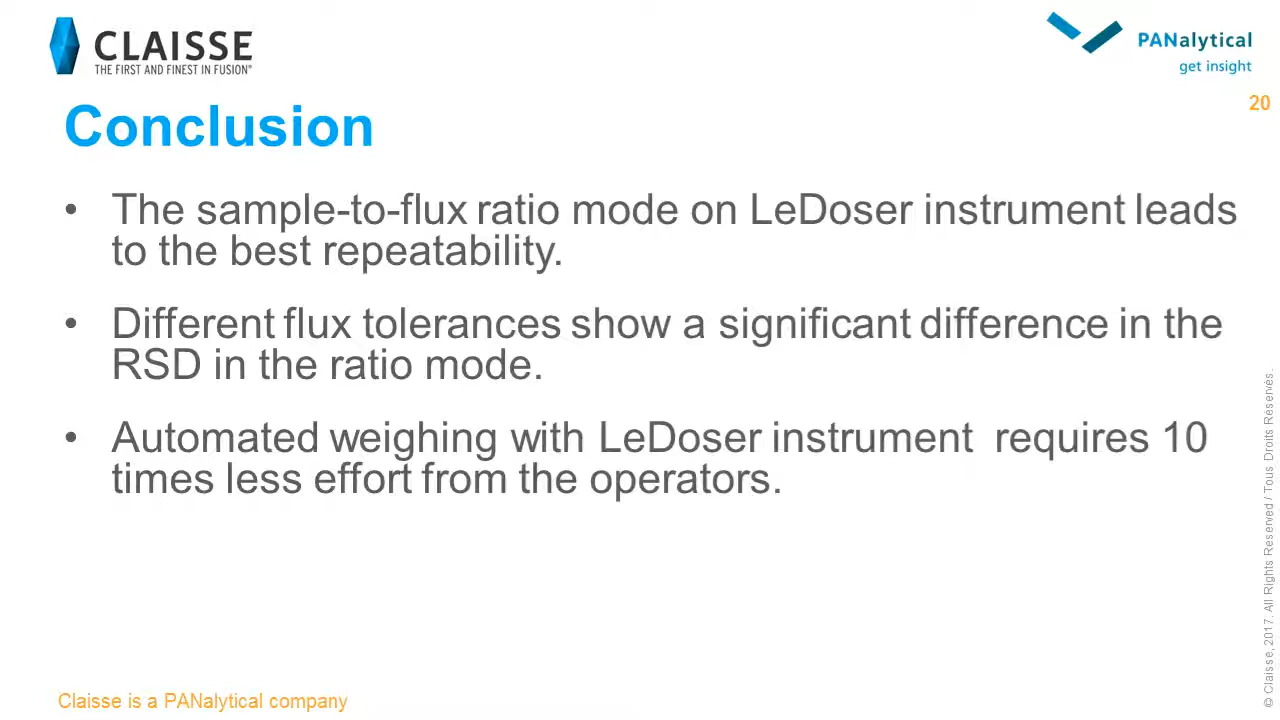 CLAISSE
THE FIRST AND FINEST IN FUSION"
PANalytical
get insight
20
Conclusion
• The sample-to-flux ratio mode on LeDoser instrument leads
to the best repeatability.
• Different flux tolerances show a significant difference in the
RSD in the ratio mode.
• Automated weighing with LeDoser instrument  requires 10
times less effort from the operators.
© Claisse, 2017. All Rights Reserved / Tous Droits Réservés.
Claisse is a PANalytical company